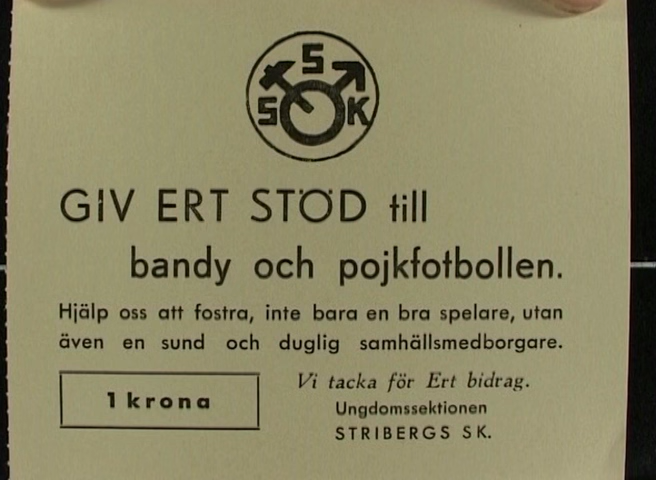 S
S K
GIV ERT STÖD till
bandy och pojkfotbollen.
Hjälp oss att fostra, inte bara en bra spelare, utan
även en sund och duglig samhällsmedborgare.
1 krona
Vi tacka för Ert bidrag.
Ungdomssektionen
STRIBERGS SK.